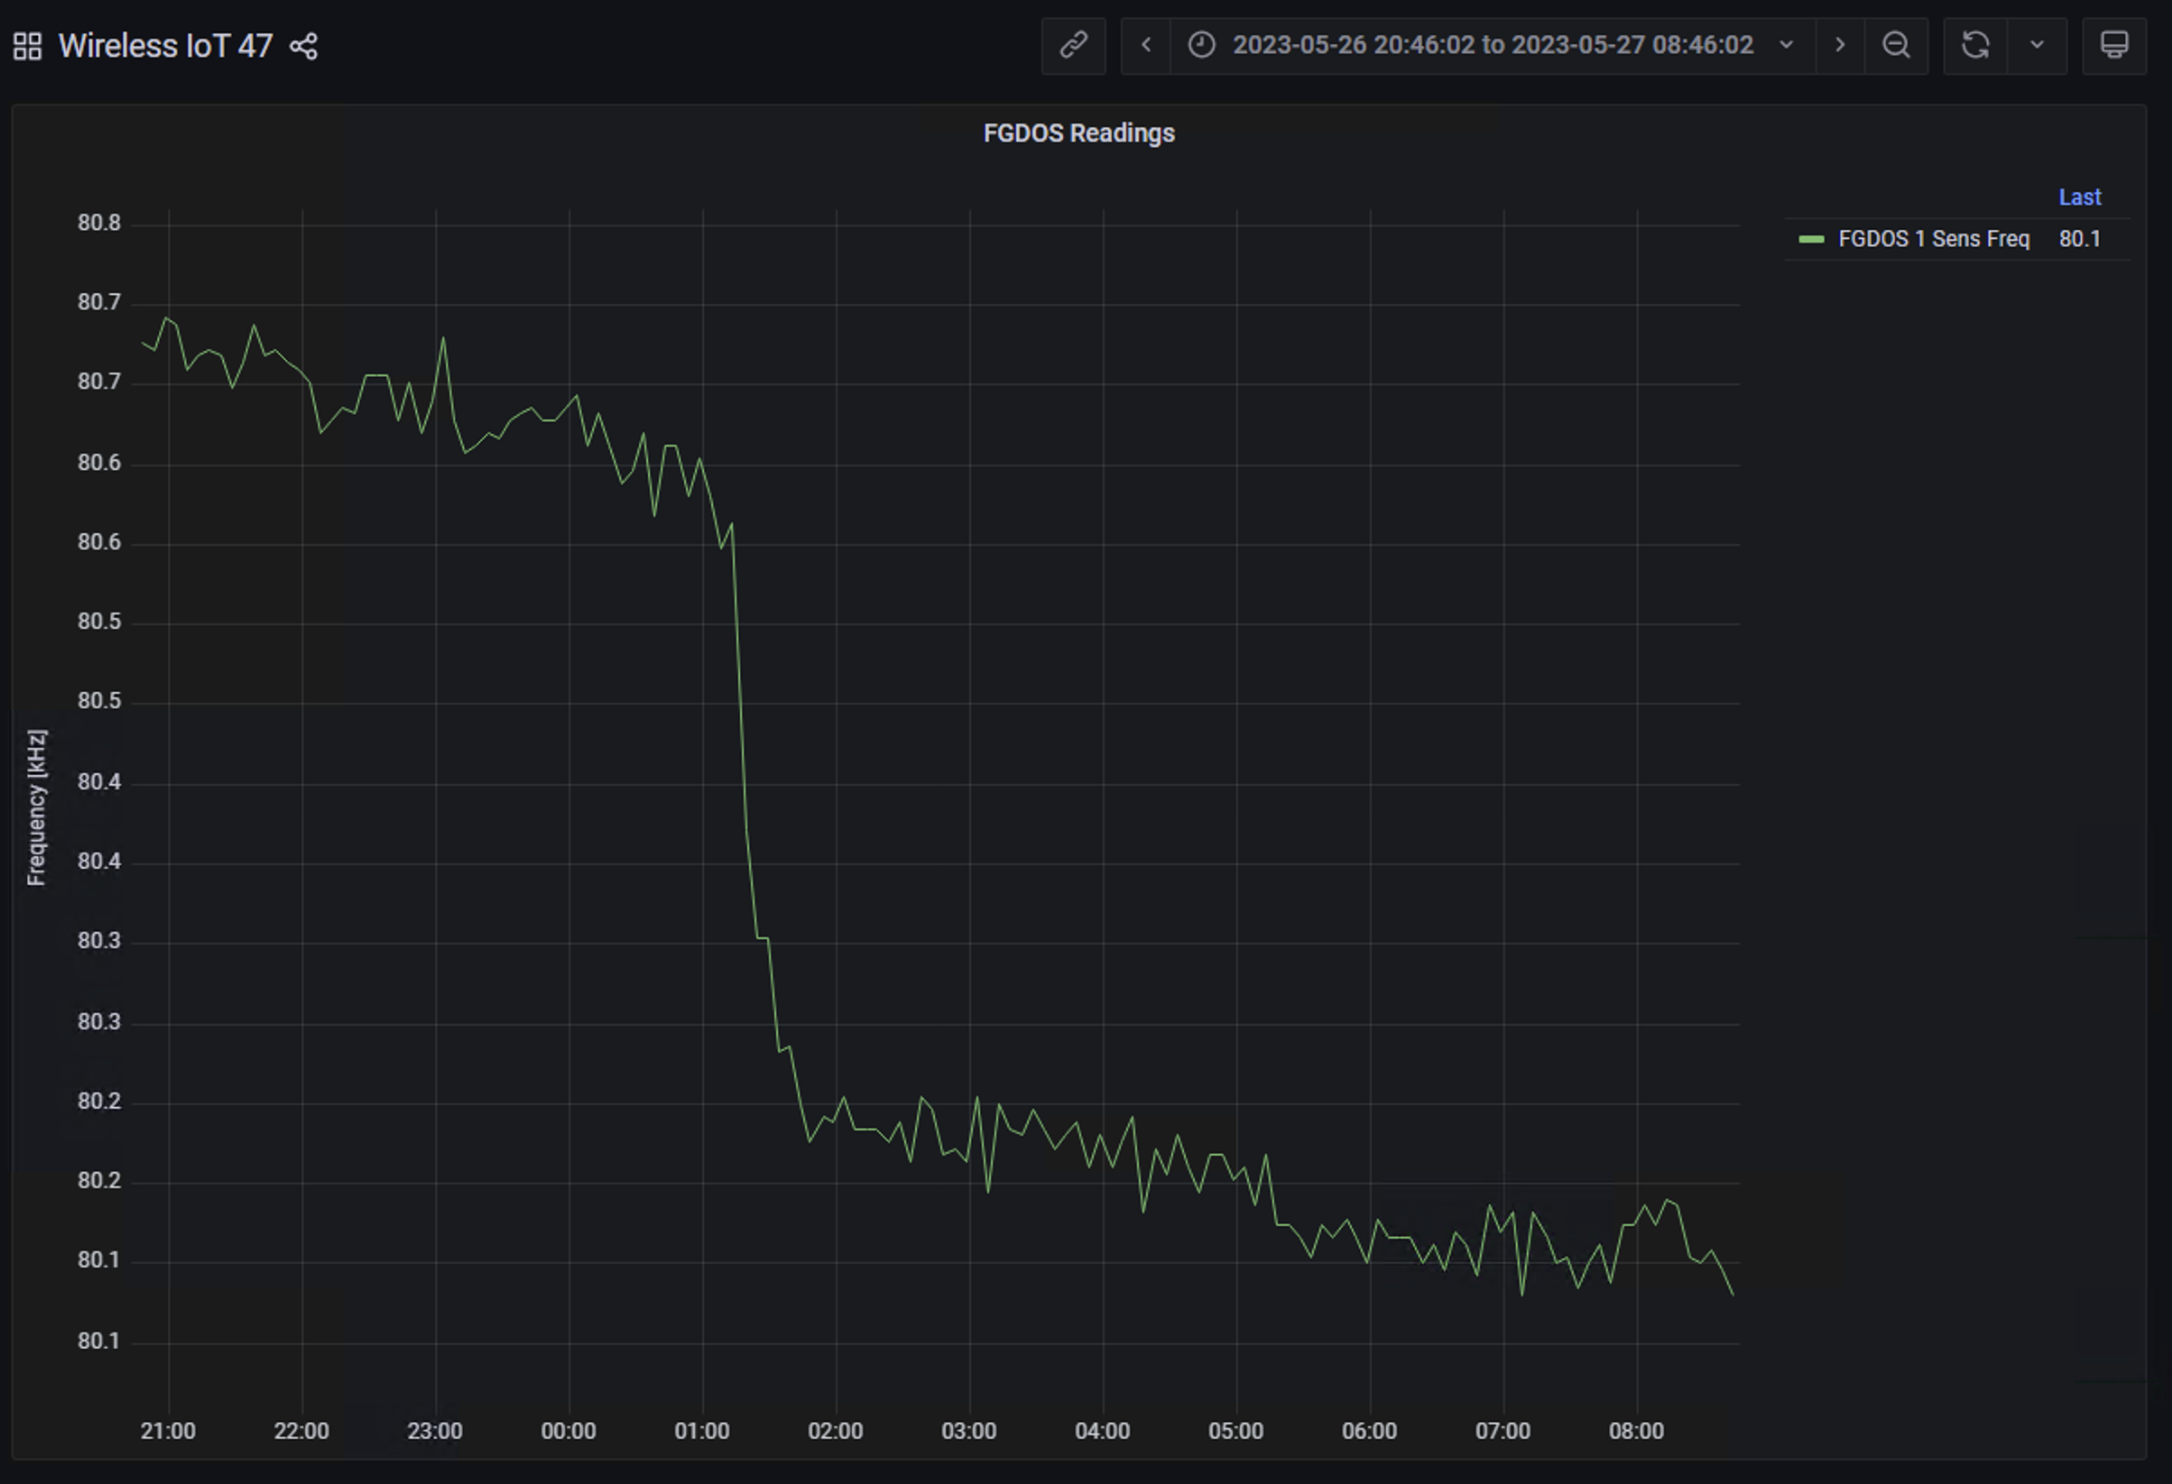 Wireless IoT 47
2023-05-26 20:46:02 to 2023-05-27 08:46:02
FGDOS Readings
Last
FGDOS 1 Sens Freq 80.1
Frequency [kHz]
80.8
80.7
80.7
80.6
80.6
80.5
80.5
80.4
80.4
80.3
80.3
80.2
80.2
80.1
80.1
21:00 22:00 23:00 00:00 01:00 02:00 03:00 04:00 05:00 06:00 07:00 08:00